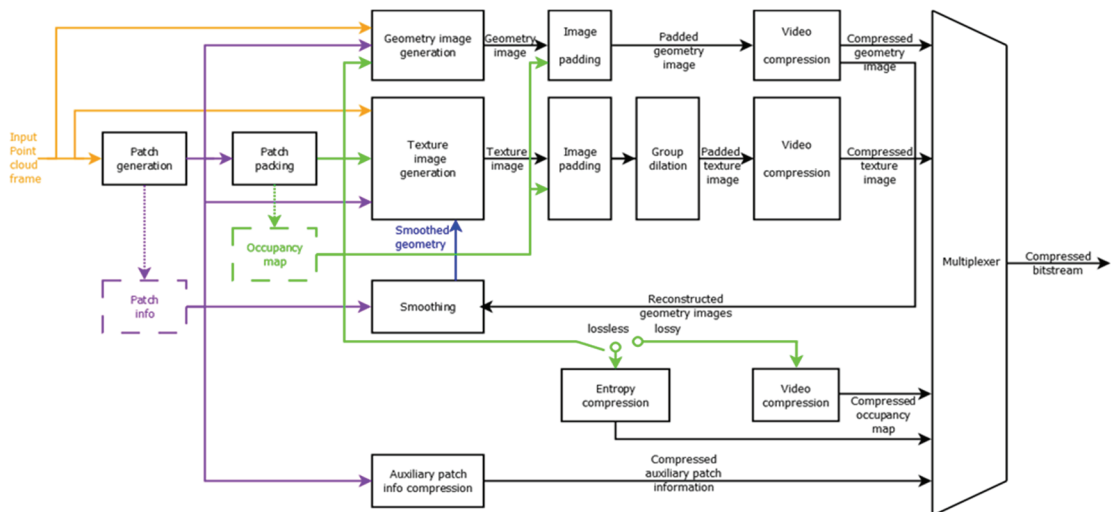 Geometry image
generation
Geometry
image
Image
padding
Padded
geometry
image
Video
compression
Compressed
geometry
image
Input
Point
cloud
frame
Patch
generation
Patch
packing
Texture
image
generation
Texture
image
Image
padding
Group
dilation
Padded
texture
image
Video
compression
Compressed
texture
image
Occupancy
map
Smoothed
geometry
Patch
info
Smoothing
Reconstructed
geometry images
Multiplexer
Compressed
bitstream
lossless
lossy
Entropy
compression
Video
compression
Compressed
occupancy
map
Auxiliary patch
info compression
Compressed
auxiliary patch
information